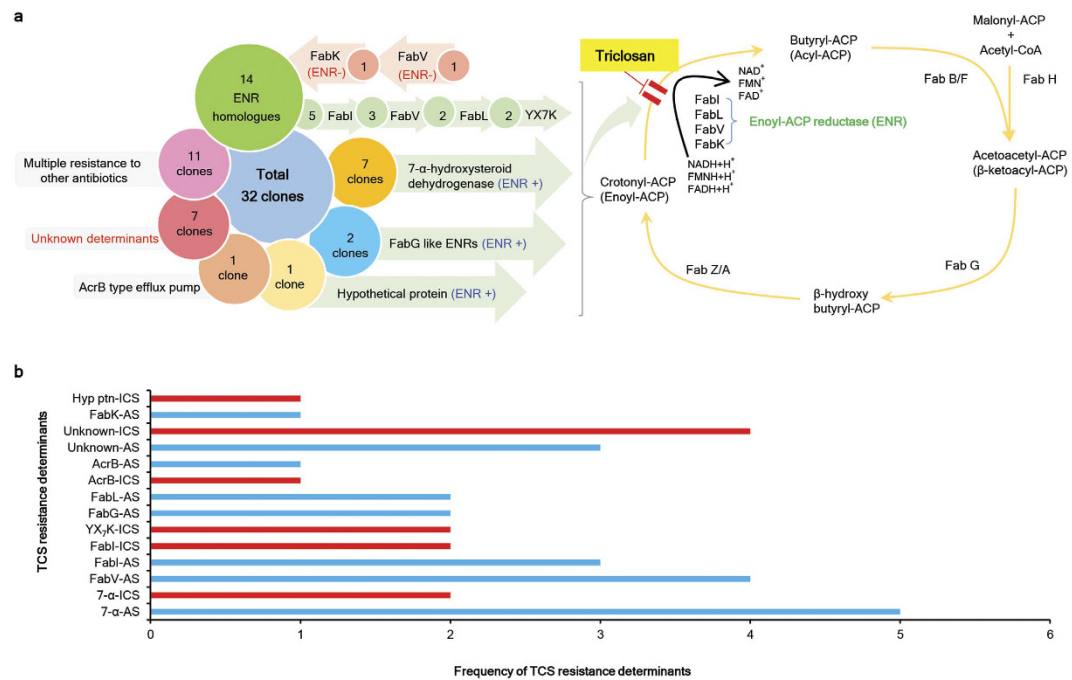 a
14
ENR
homologues
FabK
(ENR-)
1
FabV
(ENR-)
1
5
FabI
3
FabV
2
FabL
2
YX7K
Multiple resistance to
other antibiotics
11
clones
Total
32 clones
7
clones
7-α-hydroxysteroid
dehydrogenase (ENR +)
Unknown determinants
7
clones
2
clones
FabG like ENRs (ENR +)
AcrB type efflux pump
1
clone
1
clone
Hypothetical protein (ENR +)
Triclosan
NAD⁺
FMN⁺
FAD⁺
FabI
FabL
FabV
FabK
Enoyl-ACP reductase (ENR)
NADH+H⁺
FMNH+H⁺
FADH+H⁺
Crotonyl-ACP
(Enoyl-ACP)
Butyryl-ACP
(Acyl-ACP)
Malonyl-ACP
+
Acetyl-CoA
Fab B/F
Fab H
Acetoacetyl-ACP
(β-ketoacyl-ACP)
Fab G
β-hydroxy
butyryl-ACP
Fab Z/A
b
TCS resistance determinants
Hyp ptn-ICS
FabK-AS
Unknown-ICS
Unknown-AS
AcrB-AS
AcrB-ICS
FabL-AS
FabG-AS
YX₇K-ICS
FabI-ICS
FabI-AS
FabV-AS
7-α-ICS
7-α-AS
0 1 2 3 4 5 6
Frequency of TCS resistance determinants